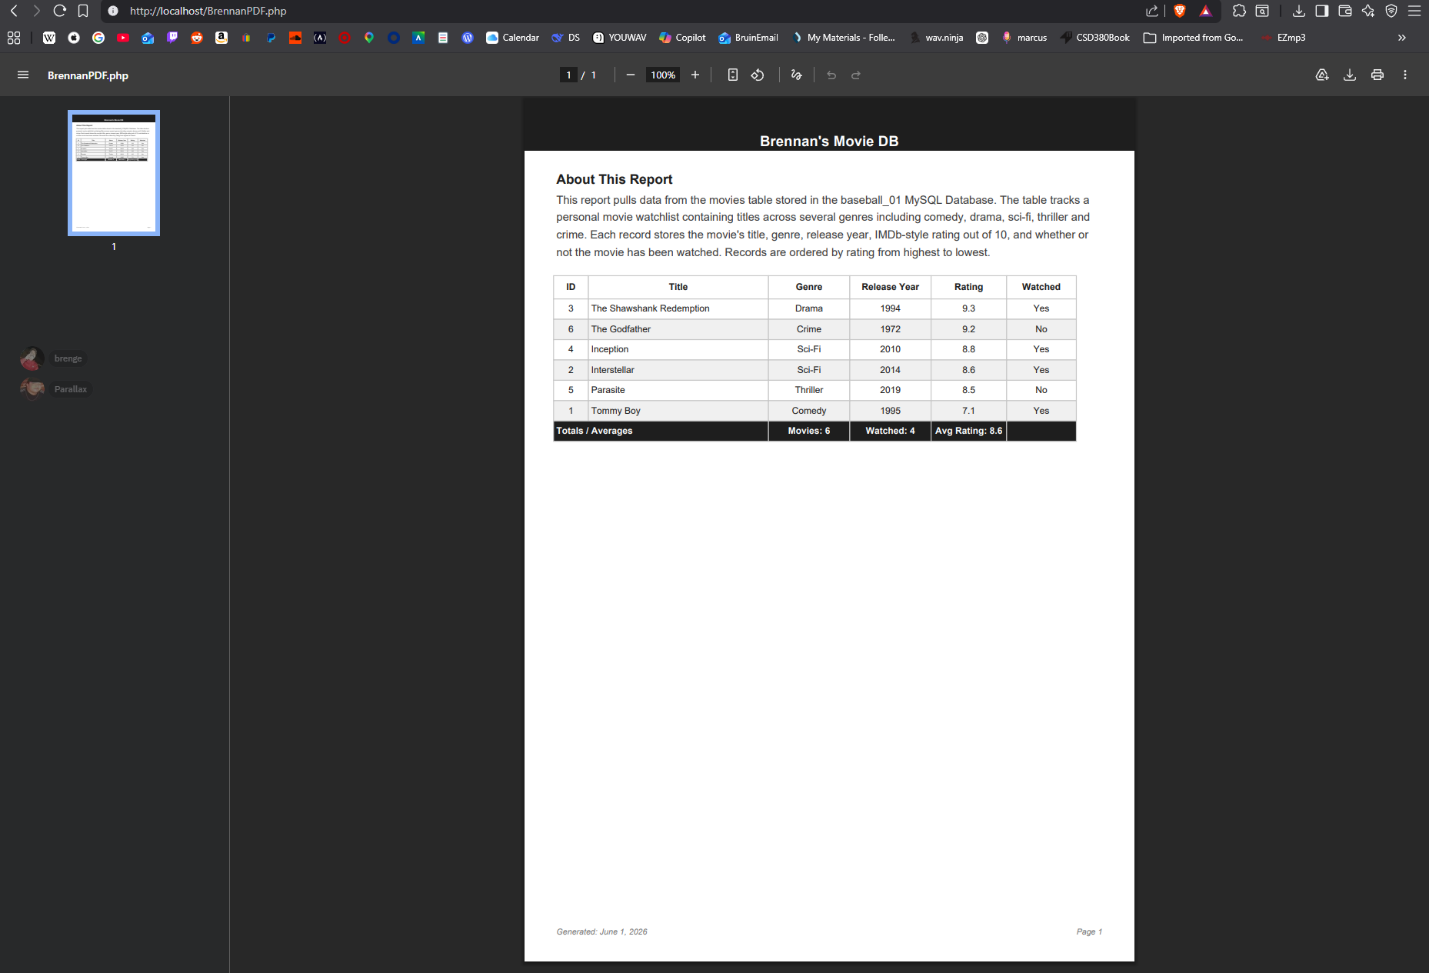 http://localhost/BrennanPDF.php
Calendar DS YOUWAV Copilot BruinEmail My Materials - Folle... wav.ninja marcus CSD380Book Imported from Go... EZmp3
BrennanPDF.php
1 / 1 100%
1
brenge
Parallax
Brennan's Movie DB
About This Report
This report pulls data from the movies table stored in the baseball_01 MySQL Database. The table tracks a
personal movie watchlist containing titles across several genres including comedy, drama, sci-fi, thriller and
crime. Each record stores the movie's title, genre, release year, IMDb-style rating out of 10, and whether or
not the movie has been watched. Records are ordered by rating from highest to lowest.
ID Title Genre Release Year Rating Watched
3 The Shawshank Redemption Drama 1994 9.3 Yes
6 The Godfather Crime 1972 9.2 No
4 Inception Sci-Fi 2010 8.8 Yes
2 Interstellar Sci-Fi 2014 8.6 Yes
5 Parasite Thriller 2019 8.5 No
1 Tommy Boy Comedy 1995 7.1 Yes
Totals / Averages Movies: 6 Watched: 4 Avg Rating: 8.6
Generated: June 1, 2026 Page 1